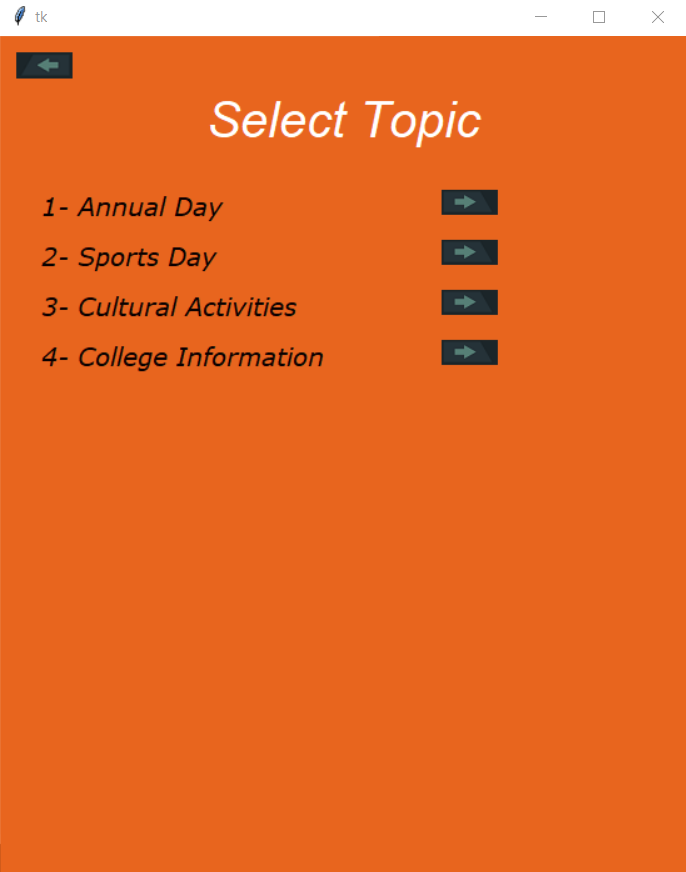 tk
Select Topic
1- Annual Day
2- Sports Day
3- Cultural Activities
4- College Information